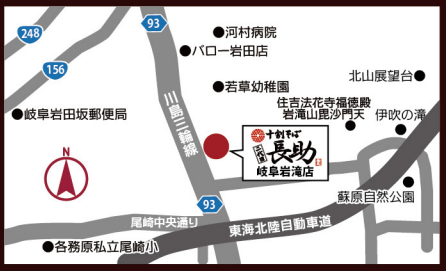 93
248
156
河村病院
バロー岩田店
若草幼稚園
北山展望台
住吉法花寺福徳殿
岩滝山毘沙門天
伊吹の滝
岐阜岩田坂郵便局
川島三輪線
十割そば
長助
岐阜岩滝店
N
93
蘇原自然公園
尾崎中央通り
東海北陸自動車道
各務原私立尾崎小